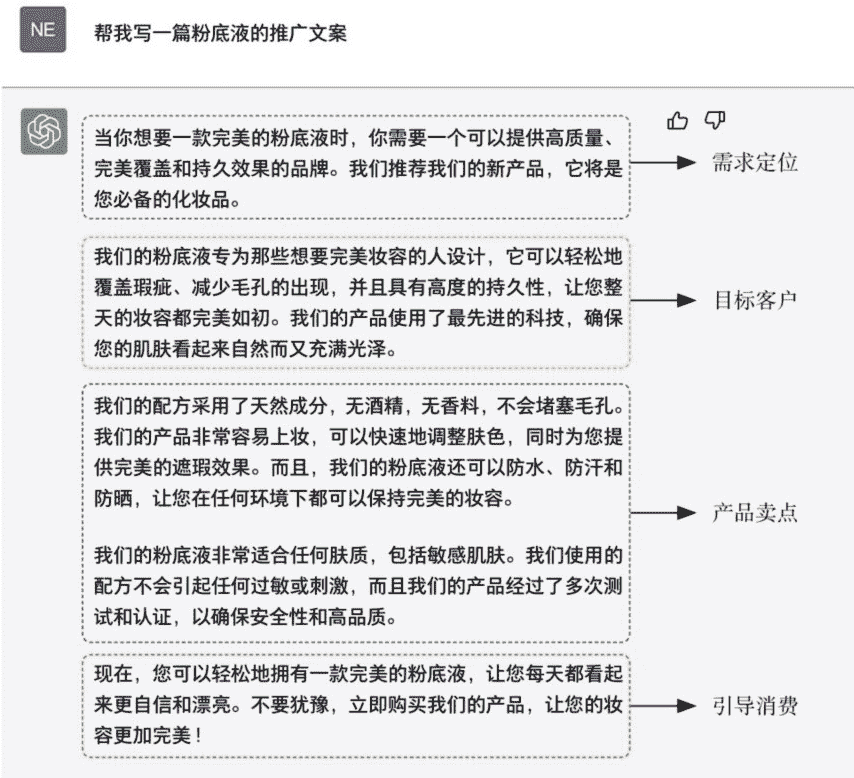 NE
帮我写一篇粉底液的推广文案
当你想要一款完美的粉底液时，你需要一个可以提供高质量、
完美覆盖和持久效果的品牌。我们推荐我们的新产品，它将是
您必备的化妆品。
需求定位
我们的粉底液专为那些想要完美妆容的人设计，它可以轻松地
覆盖瑕疵、减少毛孔的出现，并且具有高度的持久性，让您整
天的妆容都完美如初。我们的产品使用了最先进的科技，确保
您的肌肤看起来自然而又充满光泽。
目标客户
我们的配方采用了天然成分，无酒精，无香料，不会堵塞毛孔。
我们的产品非常容易上妆，可以快速地调整肤色，同时为您提
供完美的遮瑕效果。而且，我们的粉底液还可以防水、防汗和
防晒，让您在任何环境下都可以保持完美的妆容。
我们的粉底液非常适合任何肤质，包括敏感肌肤。我们使用的
配方不会引起任何过敏或刺激，而且我们的产品经过了多次测
试和认证，以确保安全性和高品质。
产品卖点
现在，您可以轻松地拥有一款完美的粉底液，让您每天都看起
来更自信和漂亮。不要犹豫，立即购买我们的产品，让您的妆
容更加完美！
引导消费